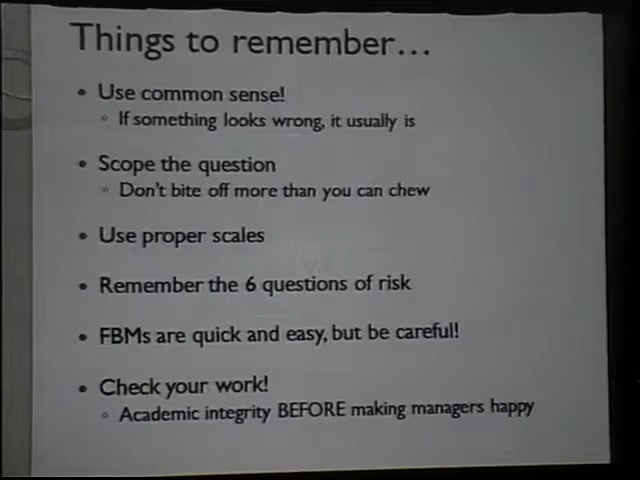 Things to remember...
• Use common sense!
◦ If something looks wrong, it usually is
• Scope the question
◦ Don't bite off more than you can chew
• Use proper scales
• Remember the 6 questions of risk
• FBMs are quick and easy, but be careful!
• Check your work!
◦ Academic integrity BEFORE making managers happy